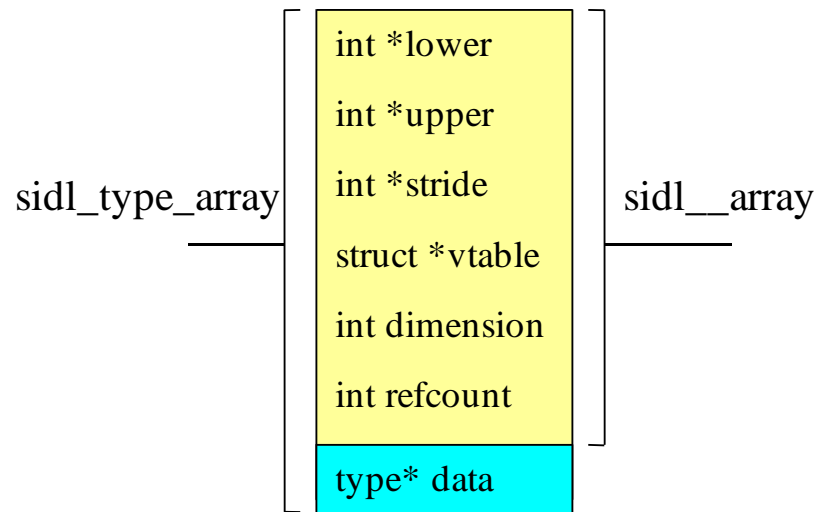 int *lower
int *upper
sidl_type_array
int *stride
sidl__array
struct *vtable
int dimension
int refcount
type* data